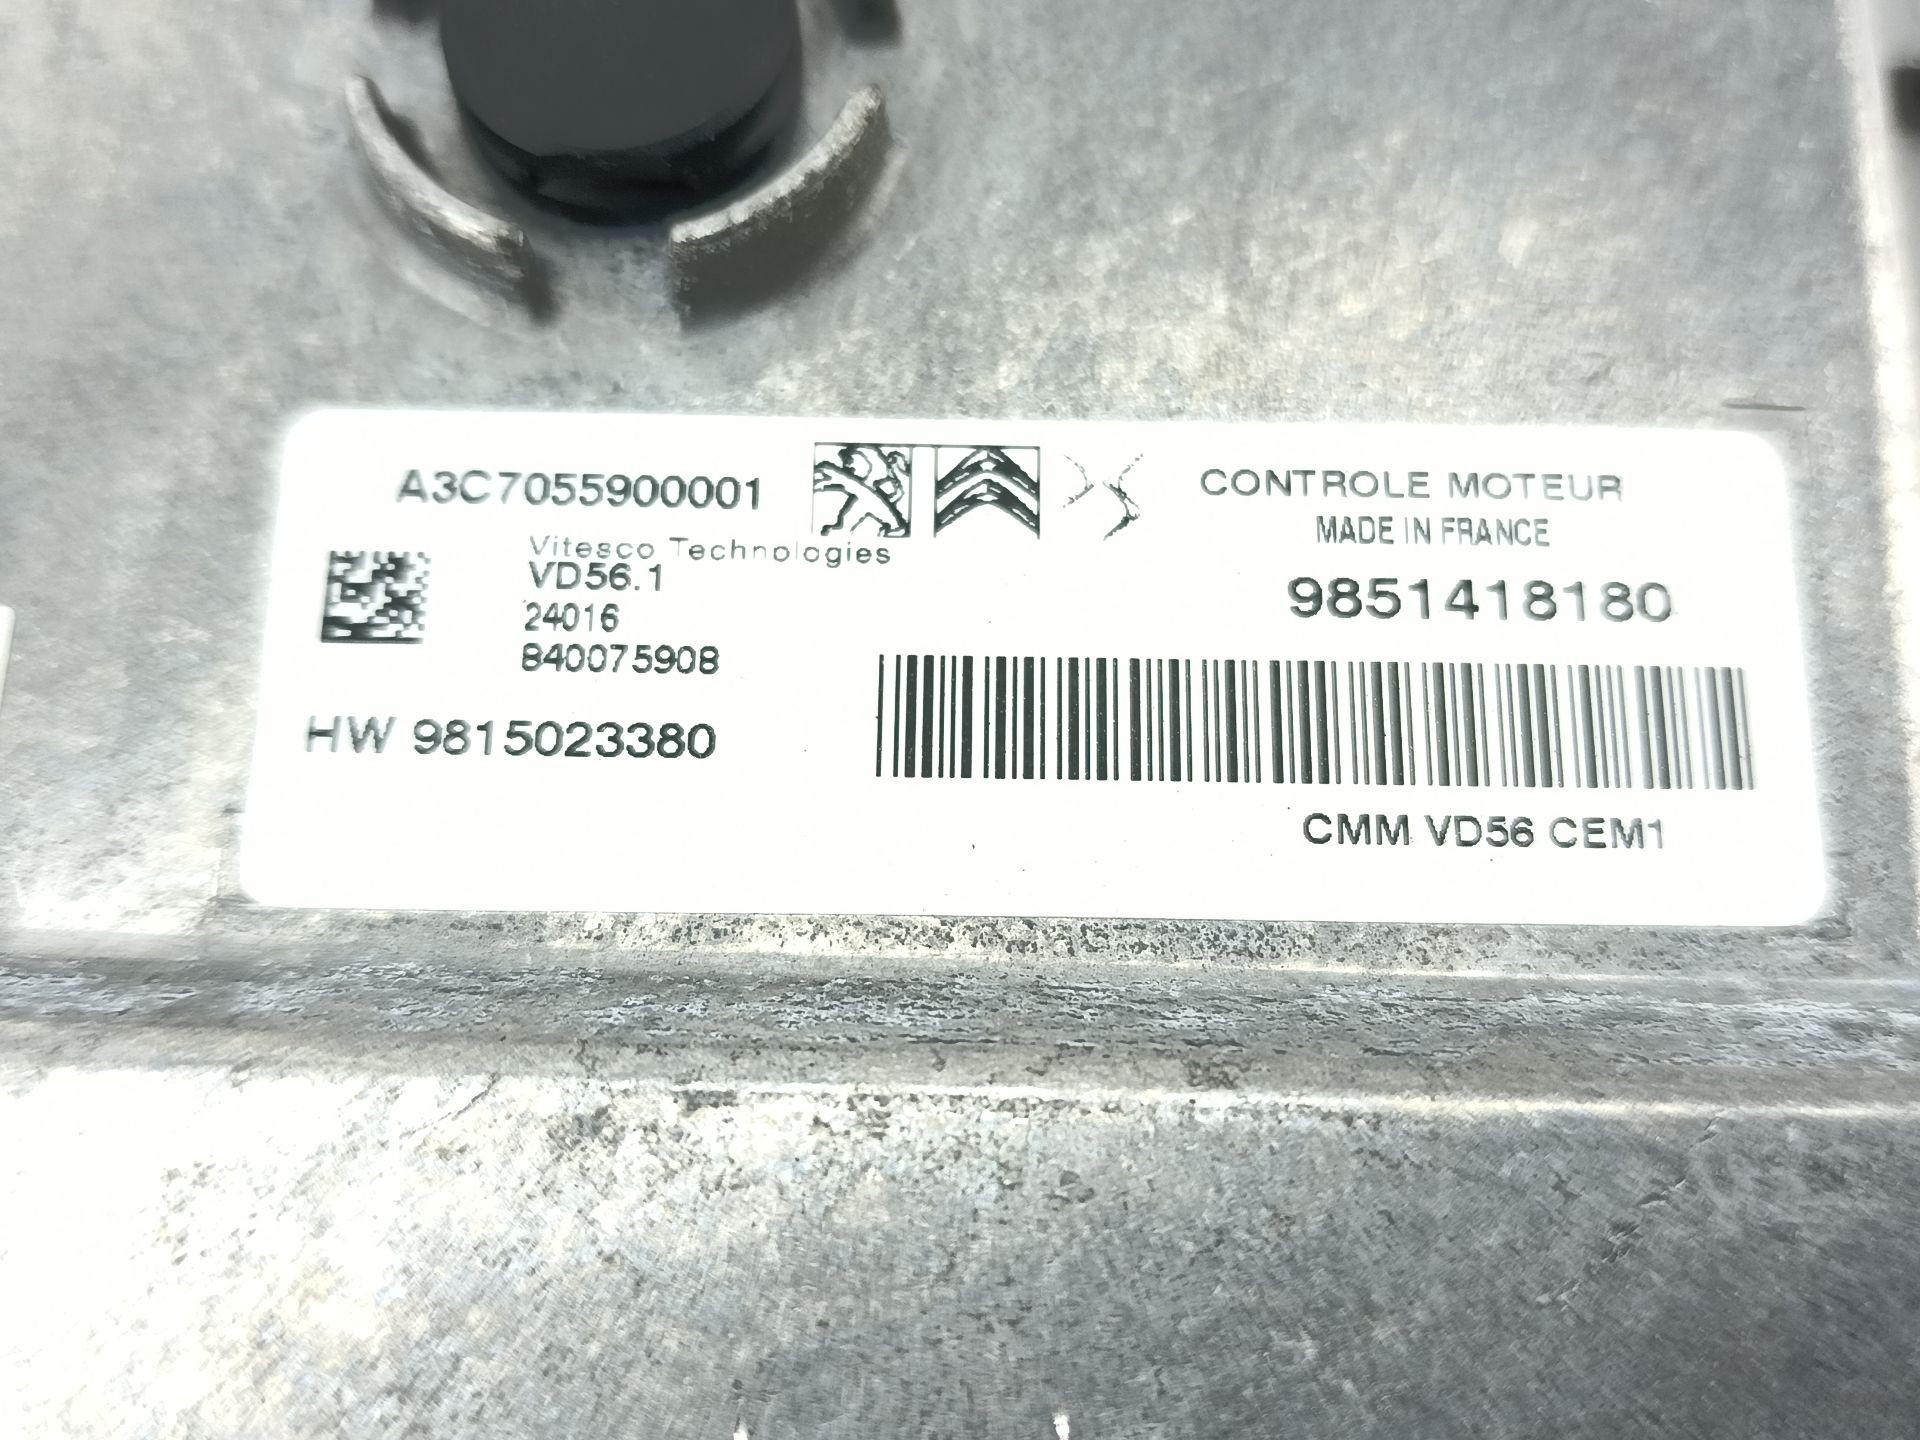 A3C7055900001
Vitesco Technologies
VD56.1
24016
840075908
HW 9815023380
CONTROLE MOTEUR
MADE IN FRANCE
9851418180
CMM VD56 CEM1